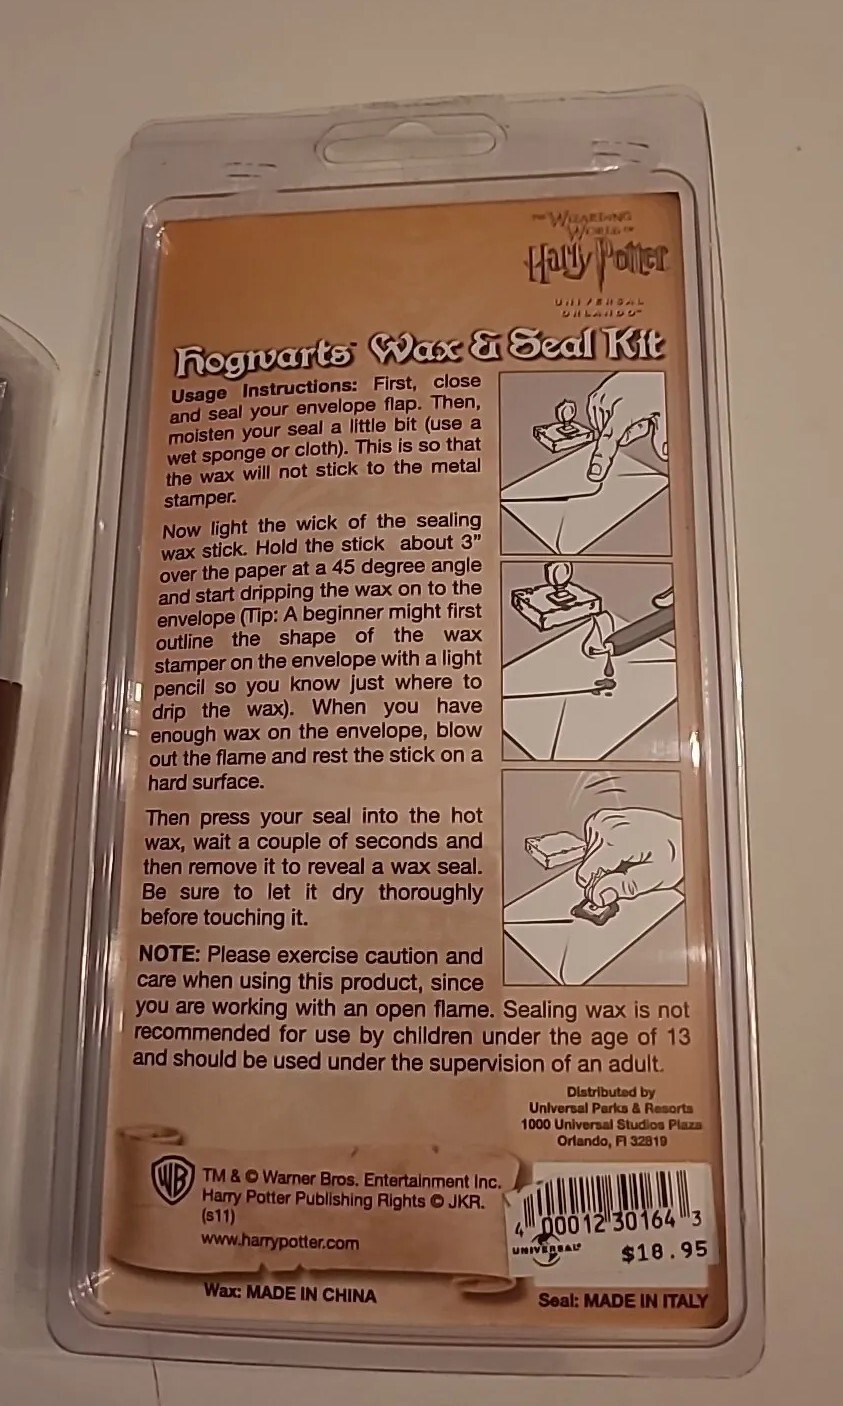 THE WIZARDING
WORLD OF
Harry Potter
UNIVERSAL
ORLANDO™
Hogwarts™ Wax & Seal Kit
Usage Instructions: First, close
and seal your envelope flap. Then,
moisten your seal a little bit (use a
wet sponge or cloth). This is so that
the wax will not stick to the metal
stamper.
Now light the wick of the sealing
wax stick. Hold the stick about 3"
over the paper at a 45 degree angle
and start dripping the wax on to the
envelope (Tip: A beginner might first
outline the shape of the wax
stamper on the envelope with a light
pencil so you know just where to
drip the wax). When you have
enough wax on the envelope, blow
out the flame and rest the stick on a
hard surface.
Then press your seal into the hot
wax, wait a couple of seconds and
then remove it to reveal a wax seal.
Be sure to let it dry thoroughly
before touching it.
NOTE: Please exercise caution and
care when using this product, since
you are working with an open flame. Sealing wax is not
recommended for use by children under the age of 13
and should be used under the supervision of an adult.
Distributed by
Universal Parks & Resorts
1000 Universal Studios Plaza
Orlando, Fl 32819
WB
TM & © Warner Bros. Entertainment Inc.
Harry Potter Publishing Rights © JKR.
(s11)
www.harrypotter.com
4 00012 30164 3
UNIVERSAL
$18.95
Wax: MADE IN CHINA
Seal: MADE IN ITALY